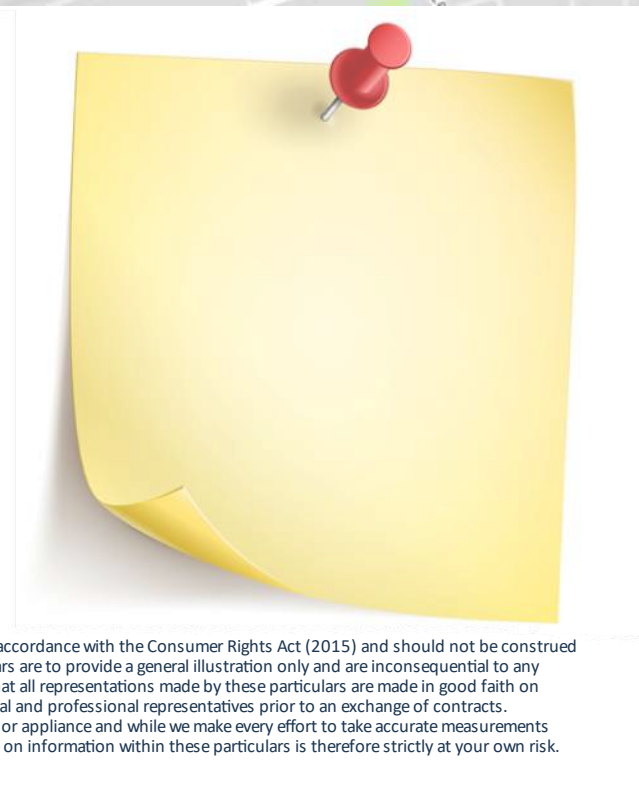 accordance with the Consumer Rights Act (2015) and should not be construed
ars are to provide a general illustration only and are inconsequential to any
at all representations made by these particulars are made in good faith on
al and professional representatives prior to an exchange of contracts.
or appliance and while we make every effort to take accurate measurements
on information within these particulars is therefore strictly at your own risk.